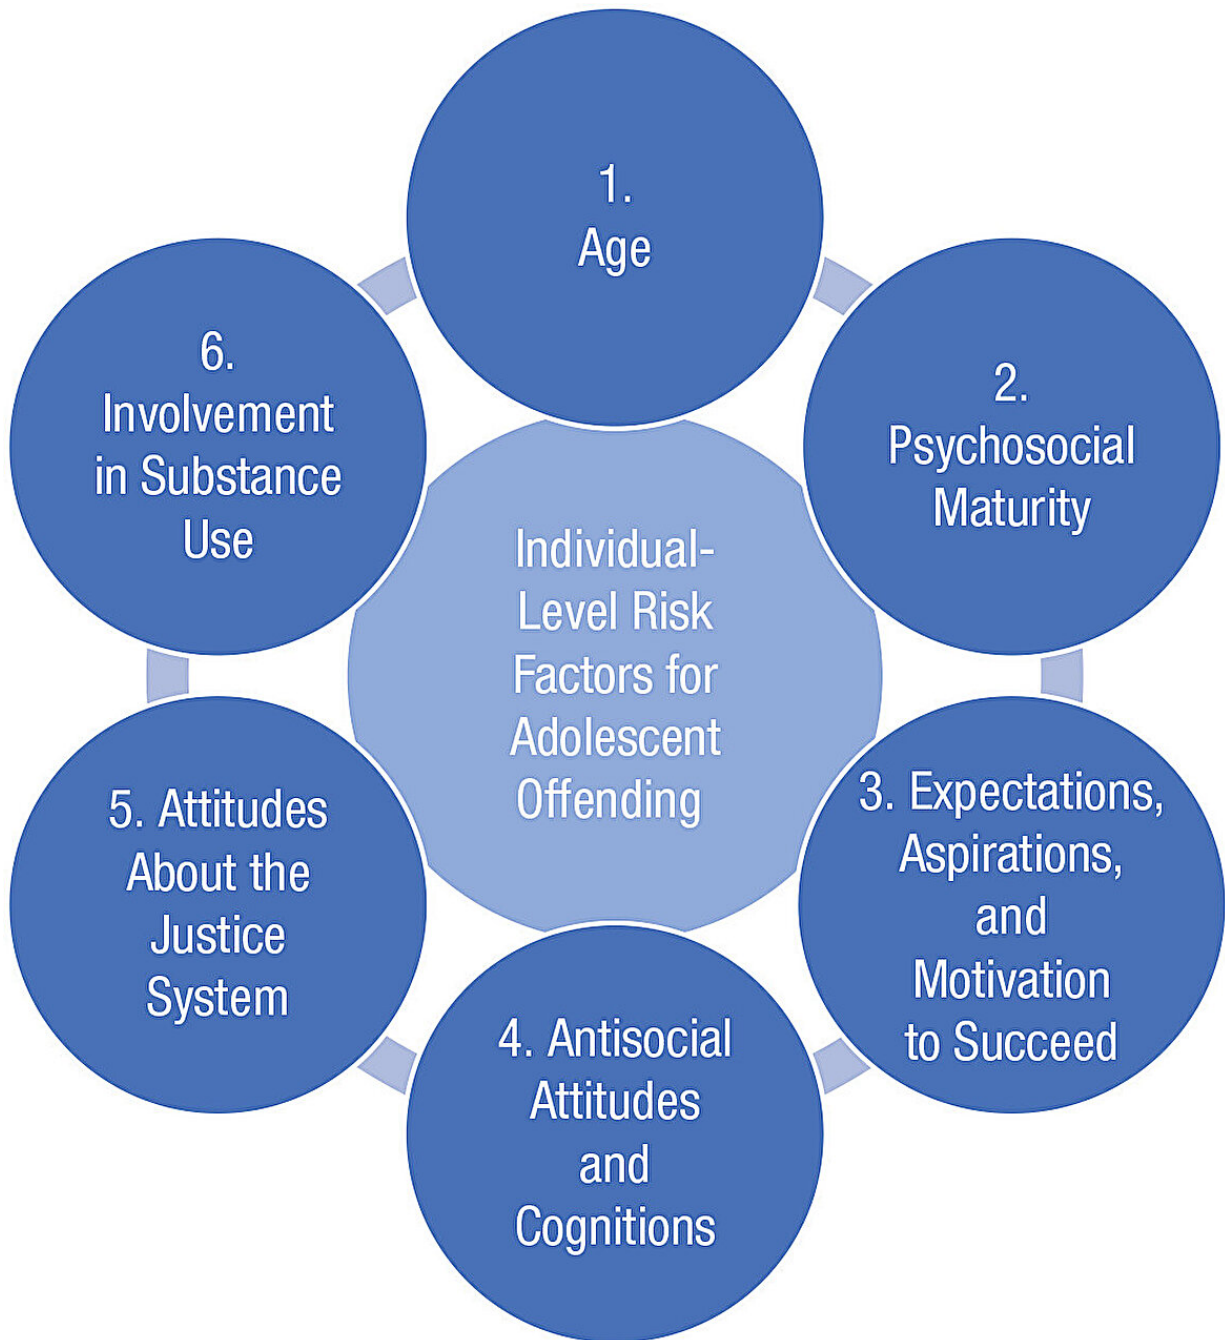 1.
Age
2.
Psychosocial
Maturity
3. Expectations,
Aspirations,
and
Motivation
to Succeed
4. Antisocial
Attitudes
and
Cognitions
5. Attitudes
About the
Justice
System
6.
Involvement
in Substance
Use
Individual-
Level Risk
Factors for
Adolescent
Offending